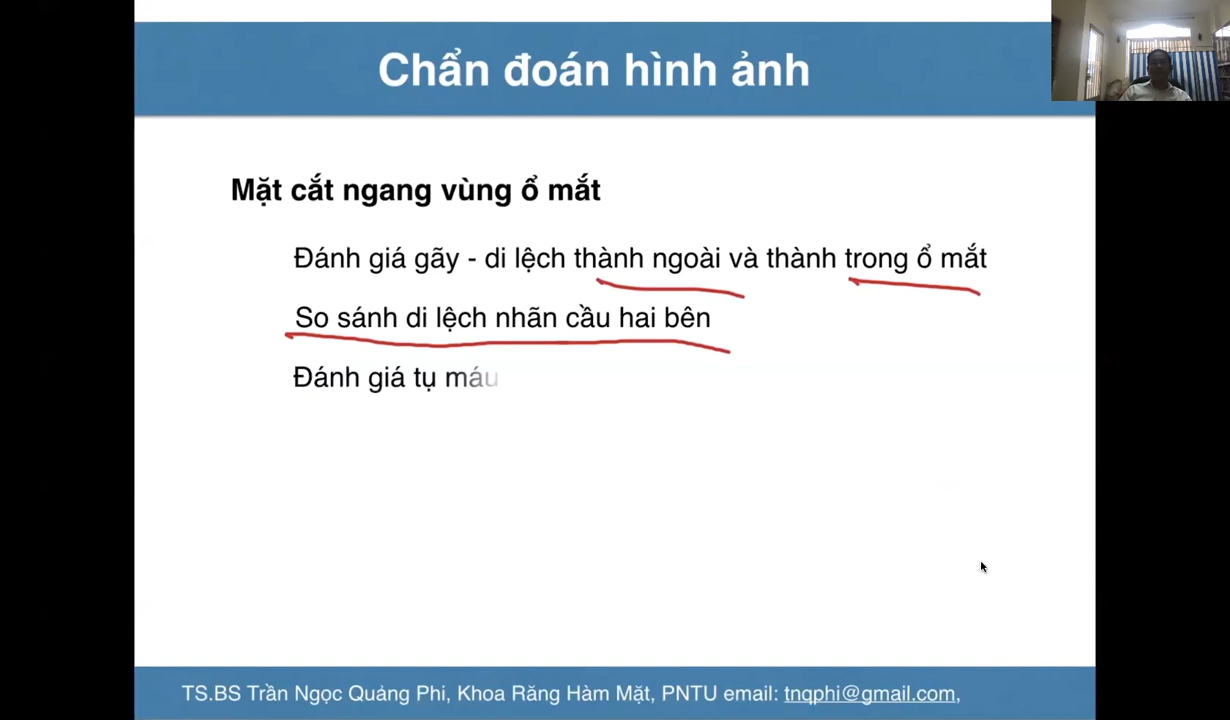 Chẩn đoán hình ảnh
Mặt cắt ngang vùng ổ mắt
Đánh giá gãy - di lệch thành ngoài và thành trong ổ mắt
So sánh di lệch nhãn cầu hai bên
Đánh giá tụ máu
TS.BS Trần Ngọc Quảng Phi, Khoa Răng Hàm Mặt, PNTU email: tnqphi@gmail.com,